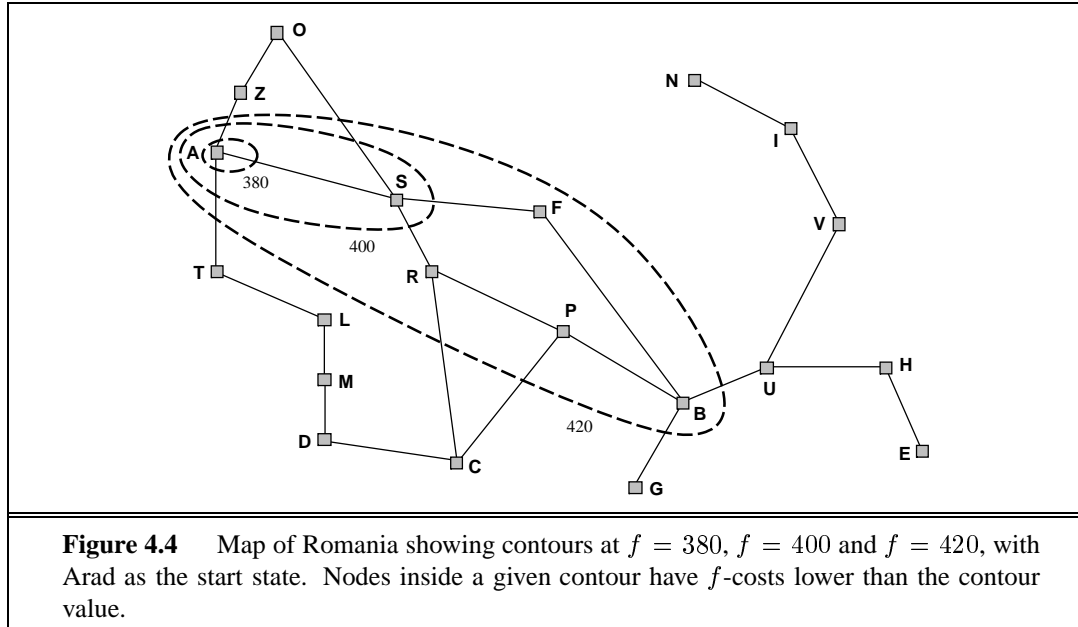 O
N
Z
I
A
S
380
F
V
400
T
R
P
L
H
U
M
B
420
D
E
C
G
Figure 4.4 Map of Romania showing contours at f = 380, f = 400 and f = 420, with
Arad as the start state. Nodes inside a given contour have f-costs lower than the contour
value.